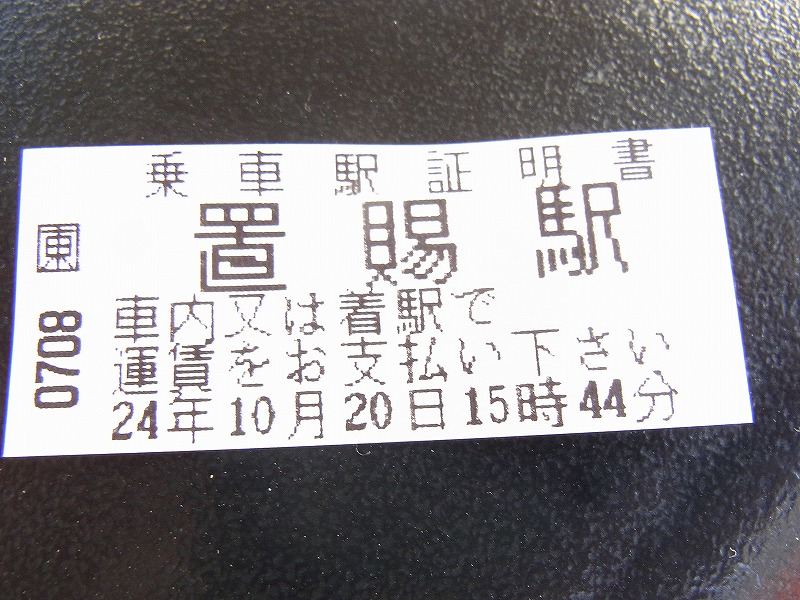 乗車駅証明書
東 置賜駅
0708
車内又は着駅で
運賃をお支払い下さい
24年10月20日15時44分